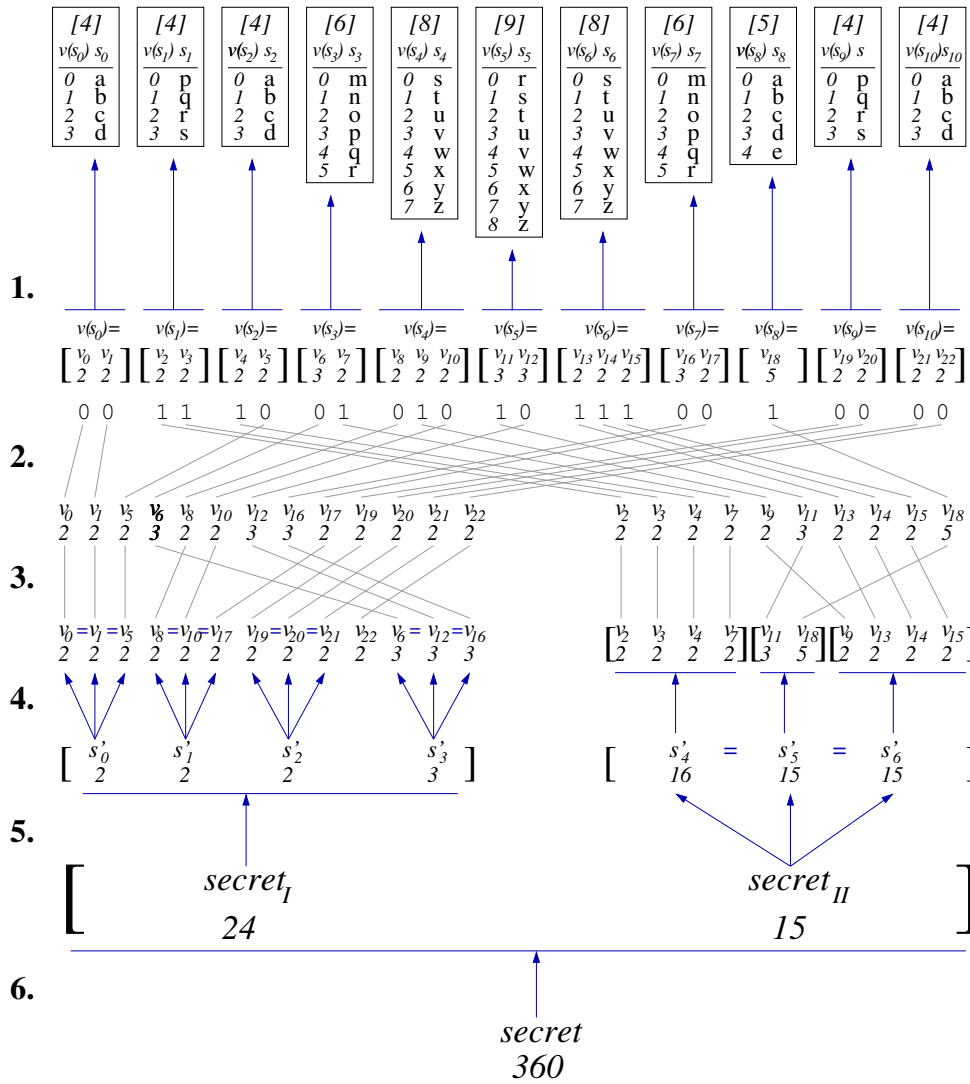 [4] [4] [4] [6] [8] [9] [8] [6] [5] [4] [4]
v(s0) s0 v(s1) s1 v(s2) s2 v(s3) s3 v(s4) s4 v(s5) s5 v(s6) s6 v(s7) s7 v(s8) s8 v(s9) s v(s10) s10
0 a 0 p 0 a 0 m 0 s 0 r 0 s 0 m 0 a 0 p 0 a
1 b 1 q 1 b 1 n 1 t 1 s 1 t 1 n 1 b 1 q 1 b
2 c 2 r 2 c 2 o 2 u 2 t 2 u 2 o 2 c 2 r 2 c
3 d 3 s 3 d 3 p 3 v 3 u 3 v 3 p 3 d 3 s 3 d
4 q 4 w 4 v 4 w 4 q 4 e
5 r 5 x 5 w 5 x 5 r
6 y 6 x 6 y
7 z 7 y 7 z
8 z
1.
v(s0)= v(s1)= v(s2)= v(s3)= v(s4)= v(s5)= v(s6)= v(s7)= v(s8)= v(s9)= v(s10)=
[v0 v1] [v2 v3] [v4 v5] [v6 v7] [v8 v9 v10] [v11 v12] [v13 v14 v15] [v16 v17] [v18] [v19 v20] [v21 v22]
2 2 2 2 2 2 3 2 2 2 2 3 3 2 2 2 3 2 5 2 2 2 2
0 0 1 1 1 0 0 1 0 1 0 1 0 1 1 1 0 0 1 0 0 0 0
2.
v0 v1 v5 v6 v8 v10 v12 v16 v17 v19 v20 v21 v22 v2 v3 v4 v7 v9 v11 v13 v14 v15 v18
2 2 2 3 2 2 3 3 2 2 2 2 2 2 2 2 2 2 3 2 2 2 5
3.
v0 = v1 = v5 v8 = v10 = v17 v19 = v20 = v21 v22 v6 = v12 = v16 [v2 v3 v4 v7] [v11 v18] [v9 v13 v14 v15]
2 2 2 2 2 2 2 2 2 2 3 3 3 2 2 2 2 3 5 2 2 2 2
4.
[ s'0 s'1 s'2 s'3 ] [ s'4 = s'5 = s'6 ]
2 2 2 3 16 15 15
5.
[ secretI secretII ]
24 15
6.
secret
360